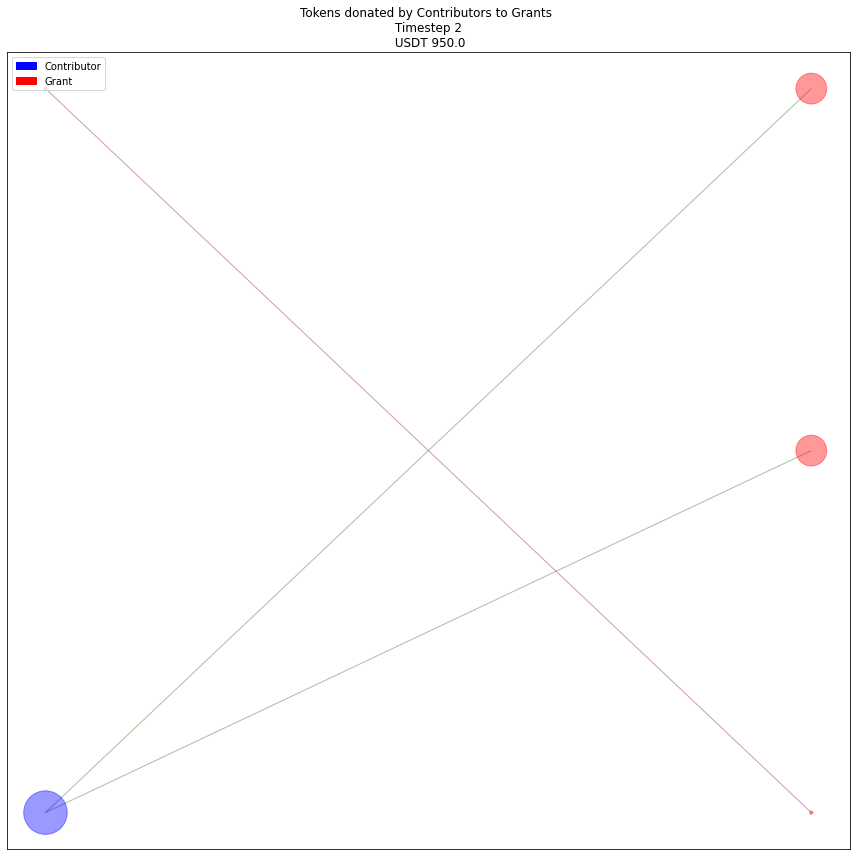 Tokens donated by Contributors to Grants
Timestep 2
USDT 950.0
Contributor
Grant